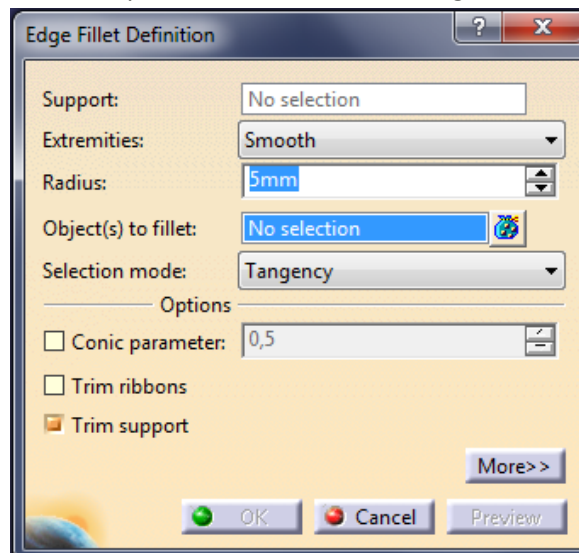 Edge Fillet Definition ? X
Support: No selection
Extremities: Smooth
Radius: 5mm
Object(s) to fillet: No selection
Selection mode: Tangency
Options
Conic parameter: 0,5
Trim ribbons
Trim support
More>>
OK Cancel Preview